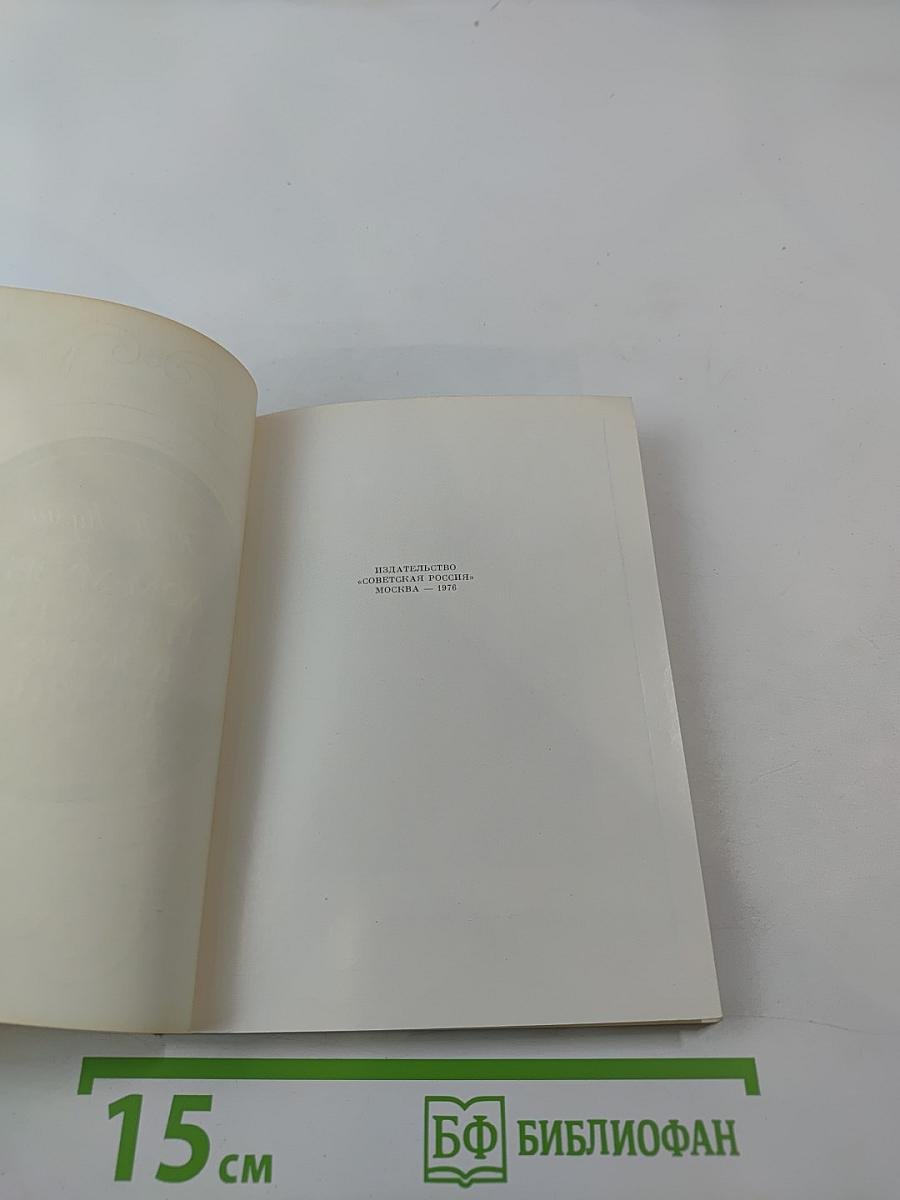 ИЗДАТЕЛЬСТВО
«СОВЕТСКАЯ РОССИЯ»
МОСКВА — 1976
15 см
БФ БИБЛИОФАН